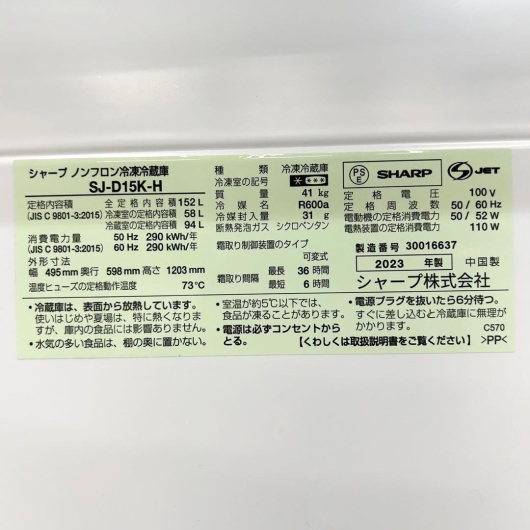 シャープ ノンフロン冷凍冷蔵庫
SJ-D15K-H
定格内容積 全定格内容積 152 L
(JIS C 9801-3:2015) 冷凍室の定格内容積 58 L
冷蔵室の定格内容積 94 L
消費電力量 50 Hz 290 kWh/年
(JIS C 9801-3:2015) 60 Hz 290 kWh/年
外形寸法
幅 495 mm 奥行 598 mm 高さ 1203 mm
温度ヒューズの定格動作温度 73℃
種類 冷凍冷蔵庫
冷凍室の記号 * ***
質量 41 kg
冷媒名 R600a
冷媒封入量 31 g
断熱発泡ガス シクロペンタン
霜取り制御装置のタイプ
可変式
霜取り間隔 最長 36 時間
最短 6 時間
PS E SHARP S JET
定格電圧 100 V
定格周波数 50 / 60 Hz
電動機の定格消費電力 50 / 52 W
電熱装置の定格消費電力 110 W
製造番号 30016637
2023 年製 中国製
シャープ株式会社
・冷蔵庫は、表面から放熱しています。
使いはじめや夏場は、特に熱くなりま
すが、庫内の食品には影響ありません。
・水気の多い食品は、棚の奥に置かない。
・室温が約5℃以下では、
食品が凍ることがあります。
・電源は必ずコンセントから
とる。
・電源プラグを抜いたら6分待つ。
すぐに差し込むと冷蔵庫に無理が
かかります。
C570
【くわしくは取扱説明書をご覧ください】 >PP<